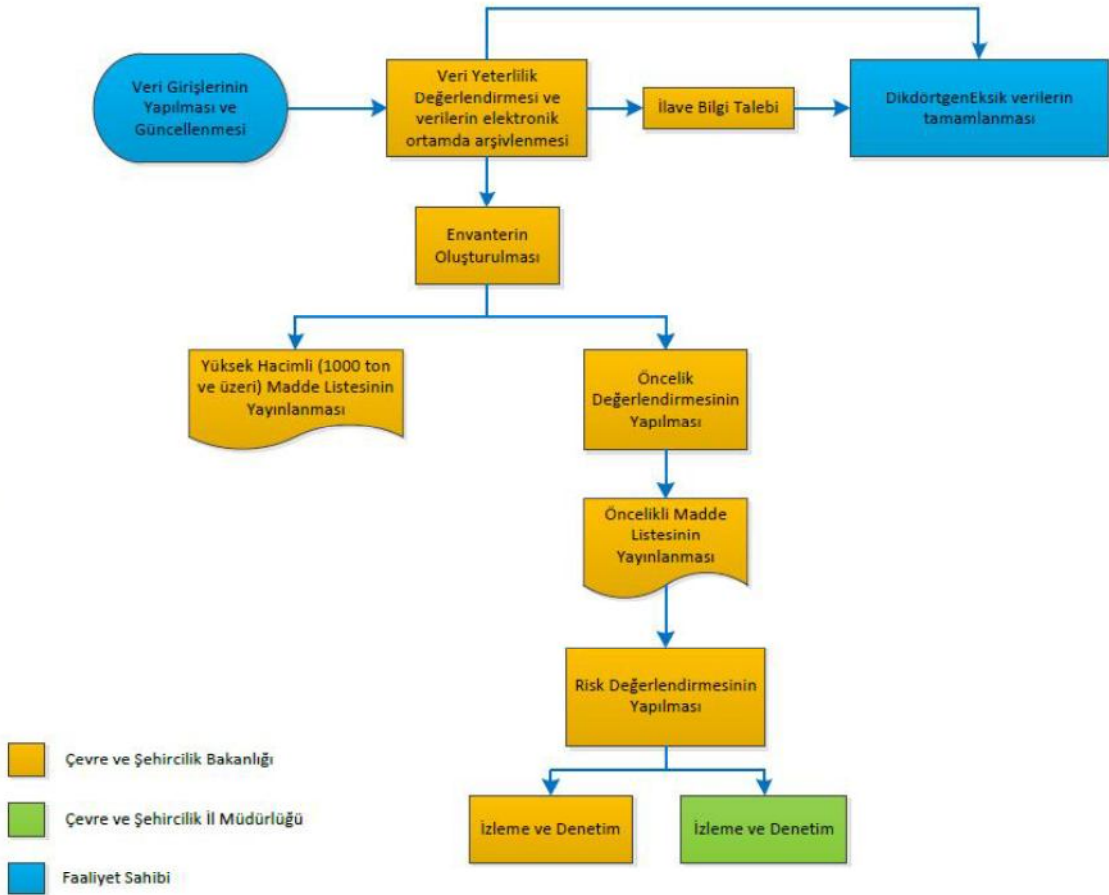 Veri Girişlerinin
Yapılması ve
Güncellenmesi
Veri Yeterlilik
Değerlendirmesi ve
verilerin elektronik
ortamda arşivlenmesi
İlave Bilgi Talebi
DikdörtgenEksik verilerin
tamamlanması
Envanterin
Oluşturulması
Yüksek Hacimli (1000 ton
ve üzeri) Madde Listesinin
Yayınlanması
Öncelik
Değerlendirmesinin
Yapılması
Öncelikli Madde
Listesinin
Yayınlanması
Risk Değerlendirmesinin
Yapılması
İzleme ve Denetim
İzleme ve Denetim
Çevre ve Şehircilik Bakanlığı
Çevre ve Şehircilik İl Müdürlüğü
Faaliyet Sahibi